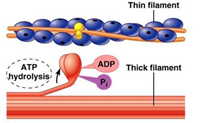 Thin filament
ADP
ATP
hydrolysis
Thick filament
Pi